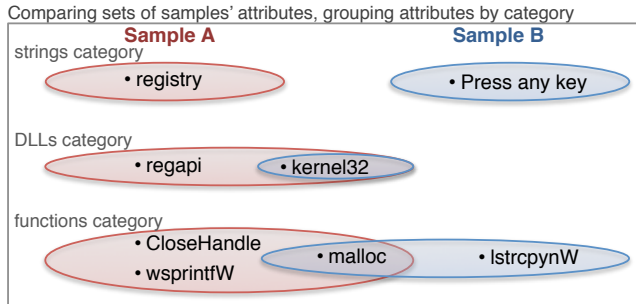 Comparing sets of samples’ attributes, grouping attributes by category
Sample A Sample B
strings category
• registry • Press any key
DLLs category
• regapi • kernel32
functions category
• CloseHandle
• malloc • lstrcpynW
• wsprintfW